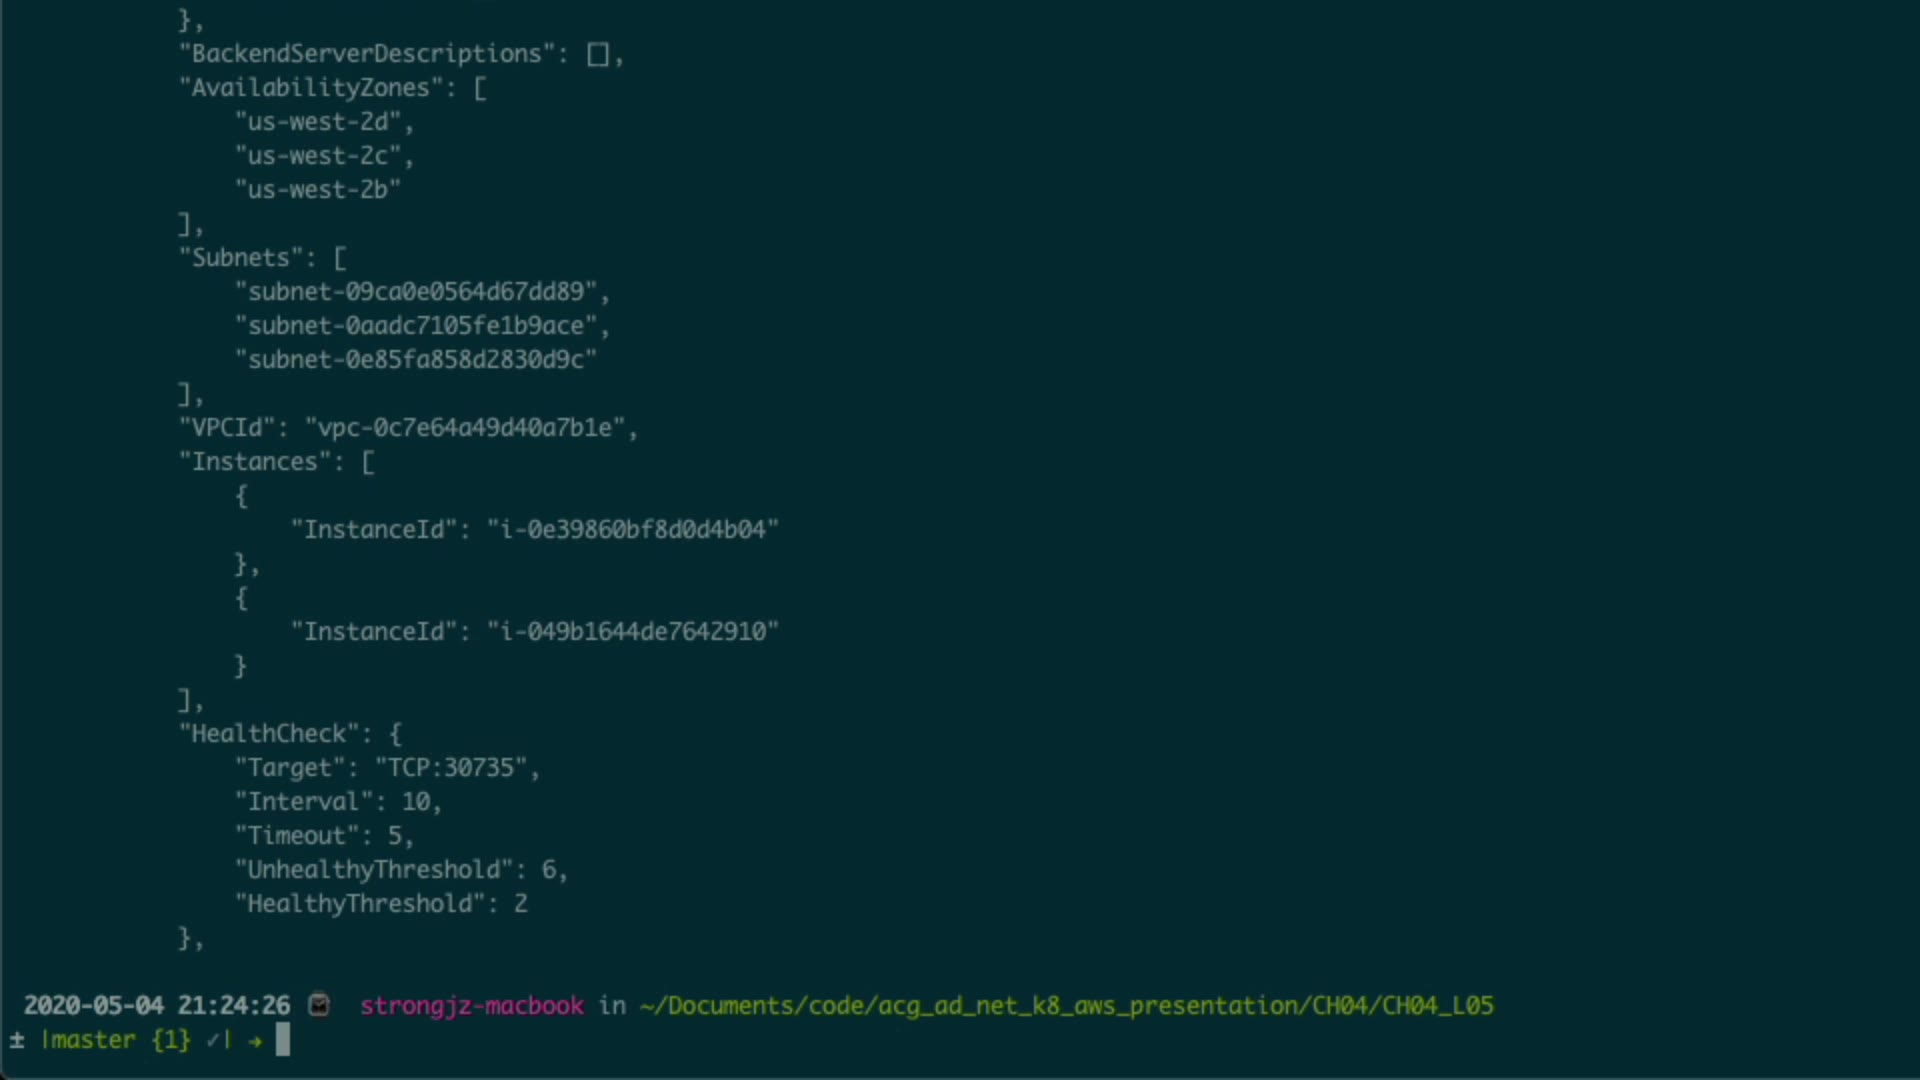 },
"BackendServerDescriptions": [],
"AvailabilityZones": [
"us-west-2d",
"us-west-2c",
"us-west-2b"
],
"Subnets": [
"subnet-09ca0e0564d67dd89",
"subnet-0aadc7105fe1b9ace",
"subnet-0e85fa858d2830d9c"
],
"VPCId": "vpc-0c7e64a49d40a7b1e",
"Instances": [
{
"InstanceId": "i-0e39860bf8d0d4b04"
},
{
"InstanceId": "i-049b1644de7642910"
}
],
"HealthCheck": {
"Target": "TCP:30735",
"Interval": 10,
"Timeout": 5,
"UnhealthyThreshold": 6,
"HealthyThreshold": 2
},
2020-05-04 21:24:26 strongjz-macbook in ~/Documents/code/acg_ad_net_k8_aws_presentation/CH04/CH04_L05
± |master {1} ✓| →